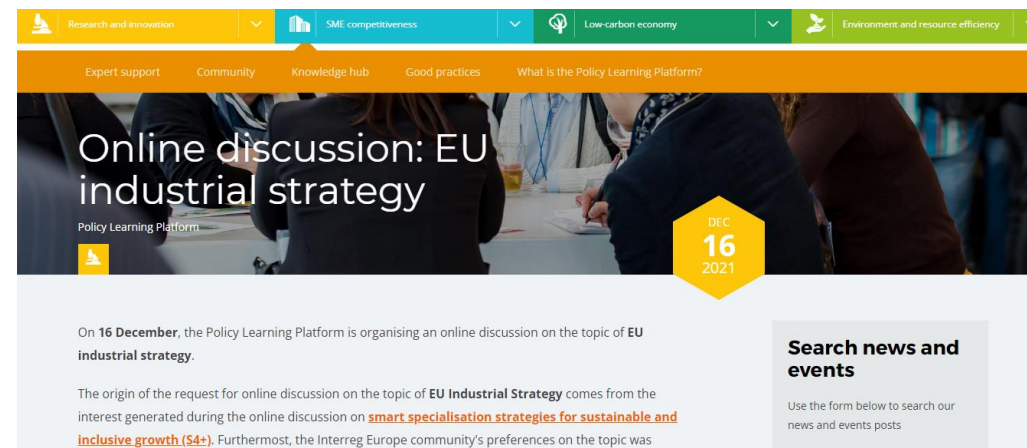 Research and innovation
SME competitiveness
Low-carbon economy
Environment and resource efficiency
Expert support
Community
Knowledge hub
Good practices
What is the Policy Learning Platform?
Online discussion: EU
industrial strategy
Policy Learning Platform
DEC
16
2021
On 16 December, the Policy Learning Platform is organising an online discussion on the topic of EU
industrial strategy.
The origin of the request for online discussion on the topic of EU Industrial Strategy comes from the
interest generated during the online discussion on smart specialisation strategies for sustainable and
inclusive growth (S4+). Furthermost, the Interreg Europe community's preferences on the topic was
Search news and
events
Use the form below to search our
news and events posts